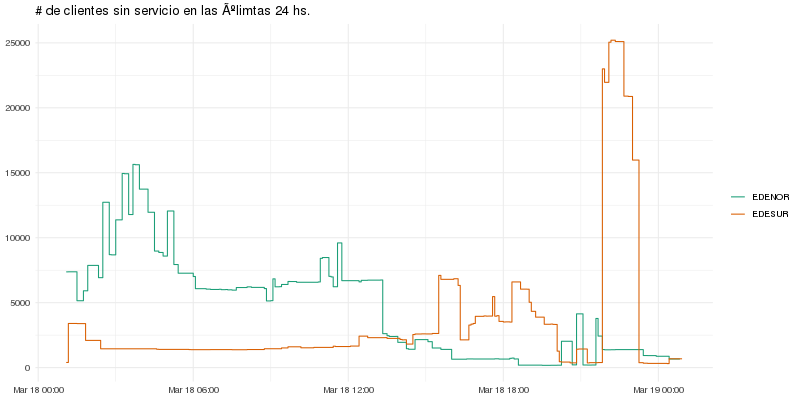 # de clientes sin servicio en las Ãºlimtas 24 hs.
25000
20000
15000
10000
5000
0
Mar 18 00:00
Mar 18 06:00
Mar 18 12:00
Mar 18 18:00
Mar 19 00:00
EDENOR
EDESUR